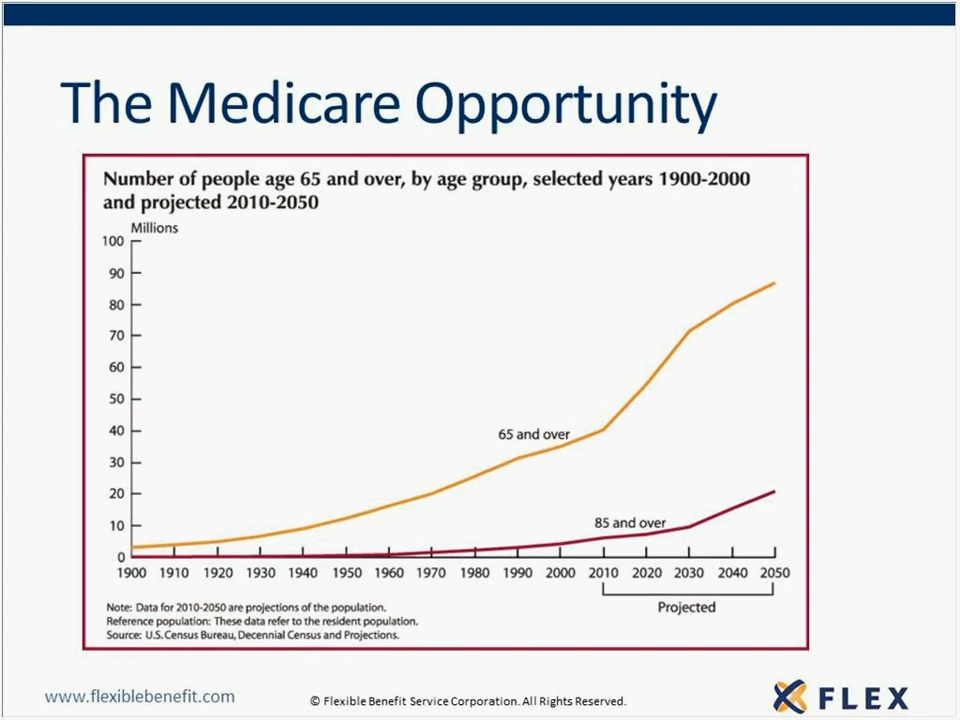 The Medicare Opportunity
Number of people age 65 and over, by age group, selected years 1900-2000
and projected 2010-2050
Millions
100
90
80
70
60
50
40
30
20
10
0
65 and over
85 and over
1900 1910 1920 1930 1940 1950 1960 1970 1980 1990 2000 2010 2020 2030 2040 2050
Projected
Note: Data for 2010-2050 are projections of the population.
Reference population: These data refer to the resident population.
Source: U.S. Census Bureau, Decennial Census and Projections.
www.flexiblebenefit.com
© Flexible Benefit Service Corporation. All Rights Reserved.
FLEX